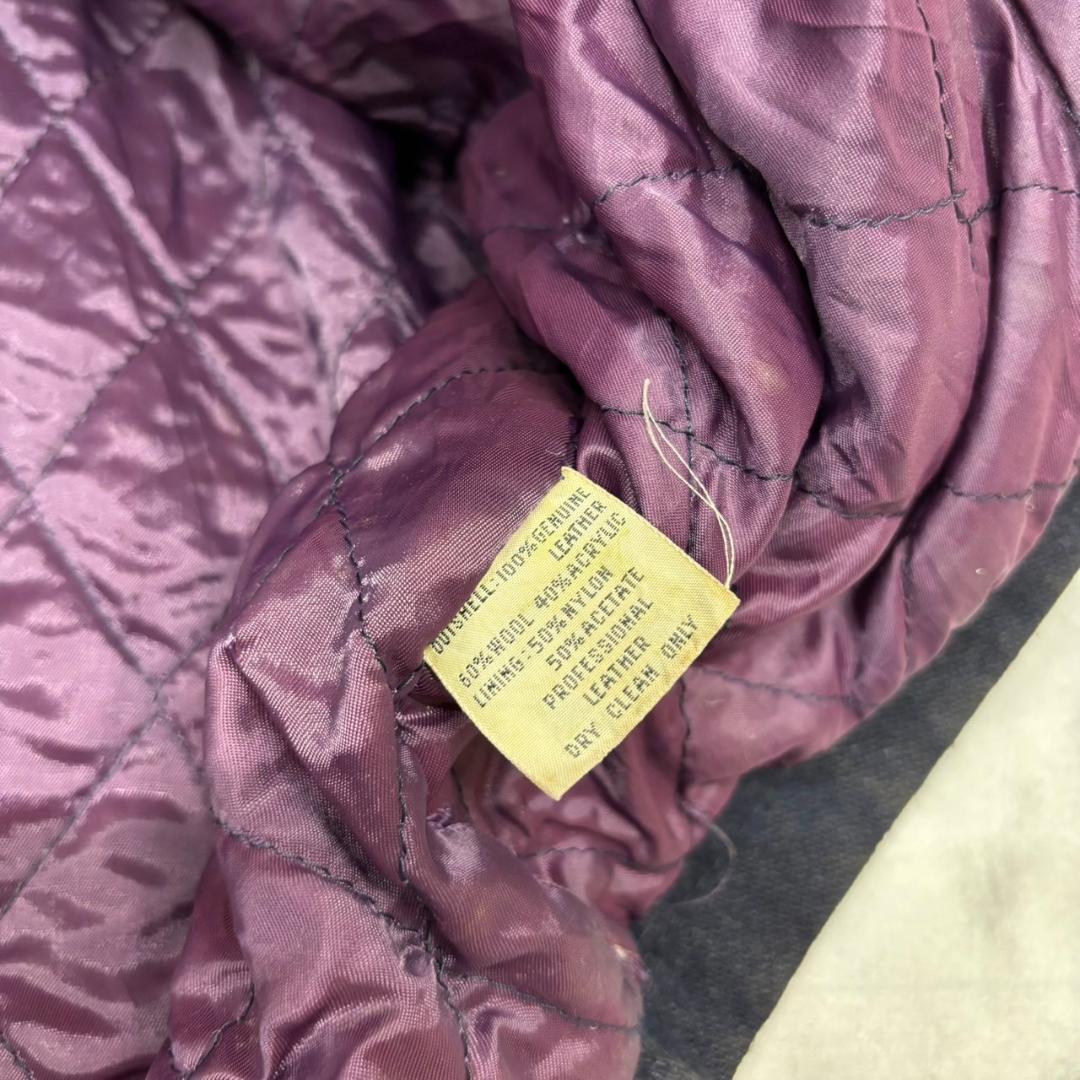 OUTSHELL-100%GENUINE
LEATHER
60%WOOL 40%ACRYLIC
LINING-50%NYLON
50%ACETATE
PROFESSIONAL
LEATHER
DRY CLEAN ONLY